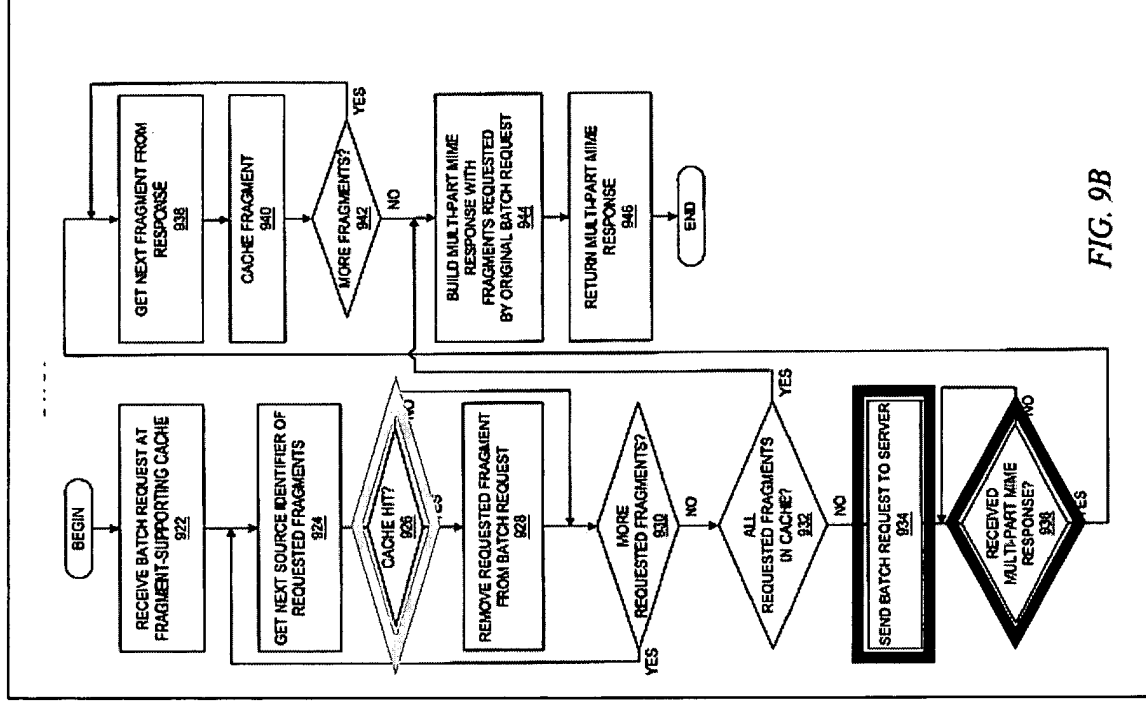 BEGIN
RECEIVE BATCH REQUEST AT
FRAGMENT-SUPPORTING CACHE
922
GET NEXT SOURCE IDENTIFIER OF
REQUESTED FRAGMENTS
924
CACHE HIT?
926
NO
YES
REMOVE REQUESTED FRAGMENT
FROM BATCH REQUEST
928
MORE
REQUESTED FRAGMENTS?
930
YES
NO
ALL
REQUESTED FRAGMENTS
IN CACHE?
932
YES
NO
SEND BATCH REQUEST TO SERVER
934
RECEIVED
MULTI-PART MIME
RESPONSE?
936
NO
YES
GET NEXT FRAGMENT FROM
RESPONSE
938
CACHE FRAGMENT
940
MORE FRAGMENTS?
942
YES
NO
BUILD MULTI-PART MIME
RESPONSE WITH
FRAGMENTS REQUESTED
BY ORIGINAL BATCH REQUEST
944
RETURN MULTI-PART MIME
RESPONSE
946
END
FIG. 9B